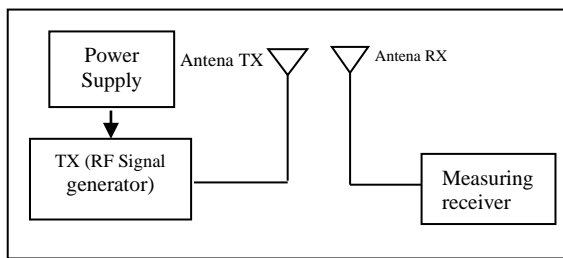 Power
Supply
Antena TX
Antena RX
TX (RF Signal
generator)
Measuring
receiver